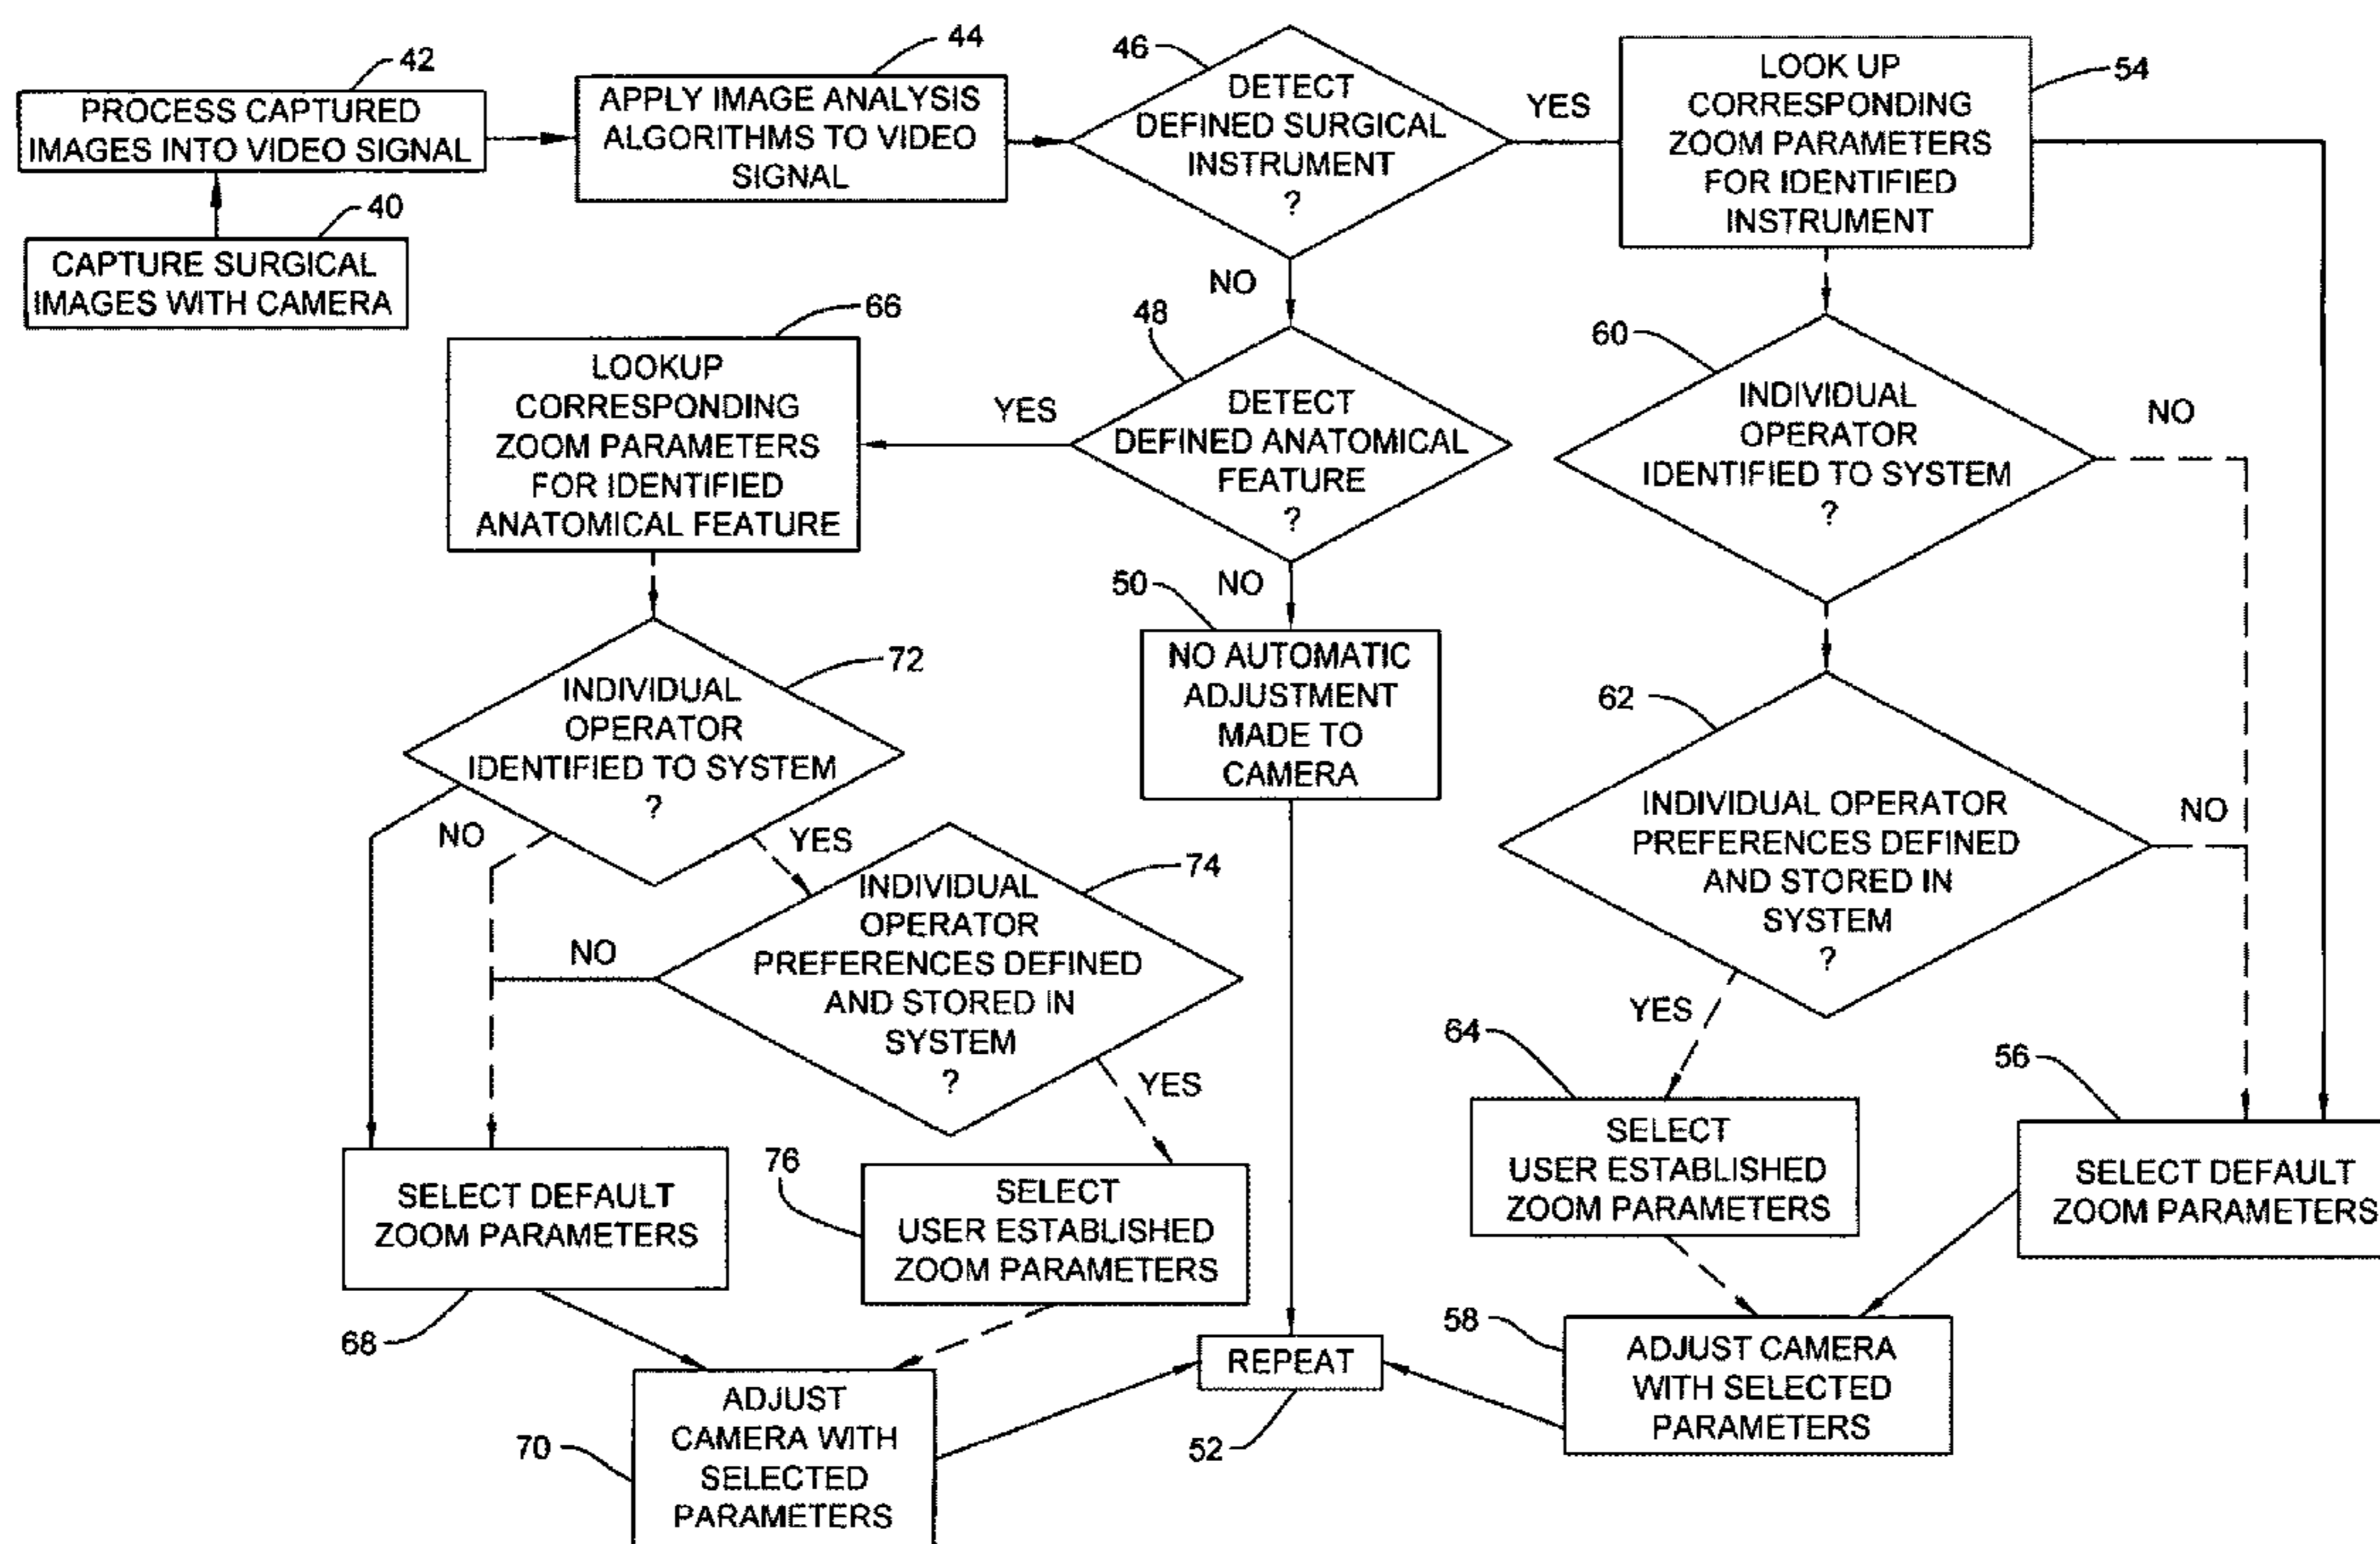 42
PROCESS CAPTURED
IMAGES INTO VIDEO SIGNAL
40
CAPTURE SURGICAL
IMAGES WITH CAMERA
44
APPLY IMAGE ANALYSIS
ALGORITHMS TO VIDEO
SIGNAL
46
DETECT
DEFINED SURGICAL
INSTRUMENT
?
YES
NO
54
LOOK UP
CORRESPONDING
ZOOM PARAMETERS
FOR IDENTIFIED
INSTRUMENT
48
DETECT
DEFINED ANATOMICAL
FEATURE
?
YES
NO
66
LOOKUP
CORRESPONDING
ZOOM PARAMETERS
FOR IDENTIFIED
ANATOMICAL FEATURE
60
INDIVIDUAL
OPERATOR
IDENTIFIED TO SYSTEM
?
NO
50
NO AUTOMATIC
ADJUSTMENT
MADE TO
CAMERA
72
INDIVIDUAL
OPERATOR
IDENTIFIED TO SYSTEM
?
NO
YES
62
INDIVIDUAL OPERATOR
PREFERENCES DEFINED
AND STORED IN
SYSTEM
?
NO
YES
74
INDIVIDUAL
OPERATOR
PREFERENCES DEFINED
AND STORED IN
SYSTEM
?
NO
YES
64
SELECT
USER ESTABLISHED
ZOOM PARAMETERS
56
SELECT DEFAULT
ZOOM PARAMETERS
68
SELECT DEFAULT
ZOOM PARAMETERS
76
SELECT
USER ESTABLISHED
ZOOM PARAMETERS
58
ADJUST CAMERA
WITH SELECTED
PARAMETERS
REPEAT
52
70
ADJUST
CAMERA WITH
SELECTED
PARAMETERS